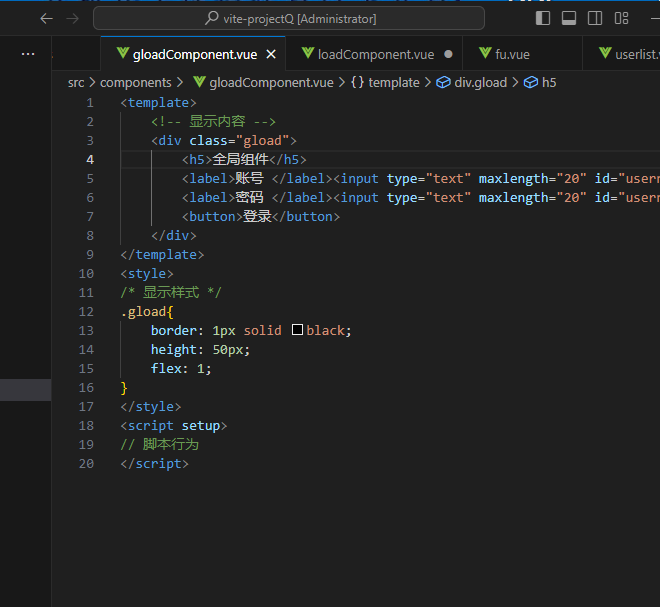 vite-projectQ [Administrator]
gloadComponent.vue loadComponent.vue fu.vue userlist.
src > components > gloadComponent.vue > {} template > div.gload > h5
1 <template>
2 <!-- 显示内容 -->
3 <div class="gload">
4 <h5>全局组件</h5>
5 <label>账号 </label><input type="text" maxlength="20" id="user
6 <label>密码 </label><input type="text" maxlength="20" id="user
7 <button>登录</button>
8 </div>
9 </template>
10 <style>
11 /* 显示样式 */
12 .gload{
13 border: 1px solid black;
14 height: 50px;
15 flex: 1;
16 }
17 </style>
18 <script setup>
19 // 脚本行为
20 </script>